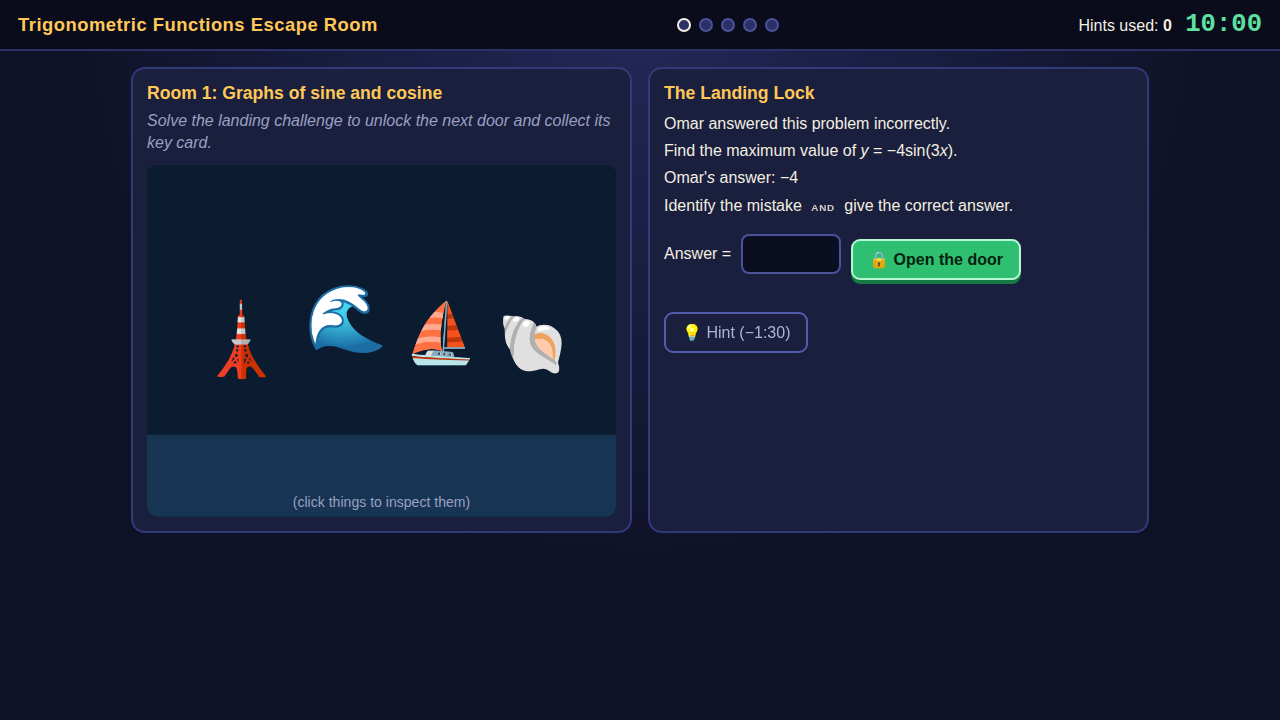 Trigonometric Functions Escape Room
Hints used: 0 10:00
Room 1: Graphs of sine and cosine
Solve the landing challenge to unlock the next door and collect its
key card.
(click things to inspect them)
The Landing Lock
Omar answered this problem incorrectly.
Find the maximum value of y = −4sin(3x).
Omar's answer: −4
Identify the mistake AND give the correct answer.
Answer =
🔒 Open the door
💡 Hint (−1:30)